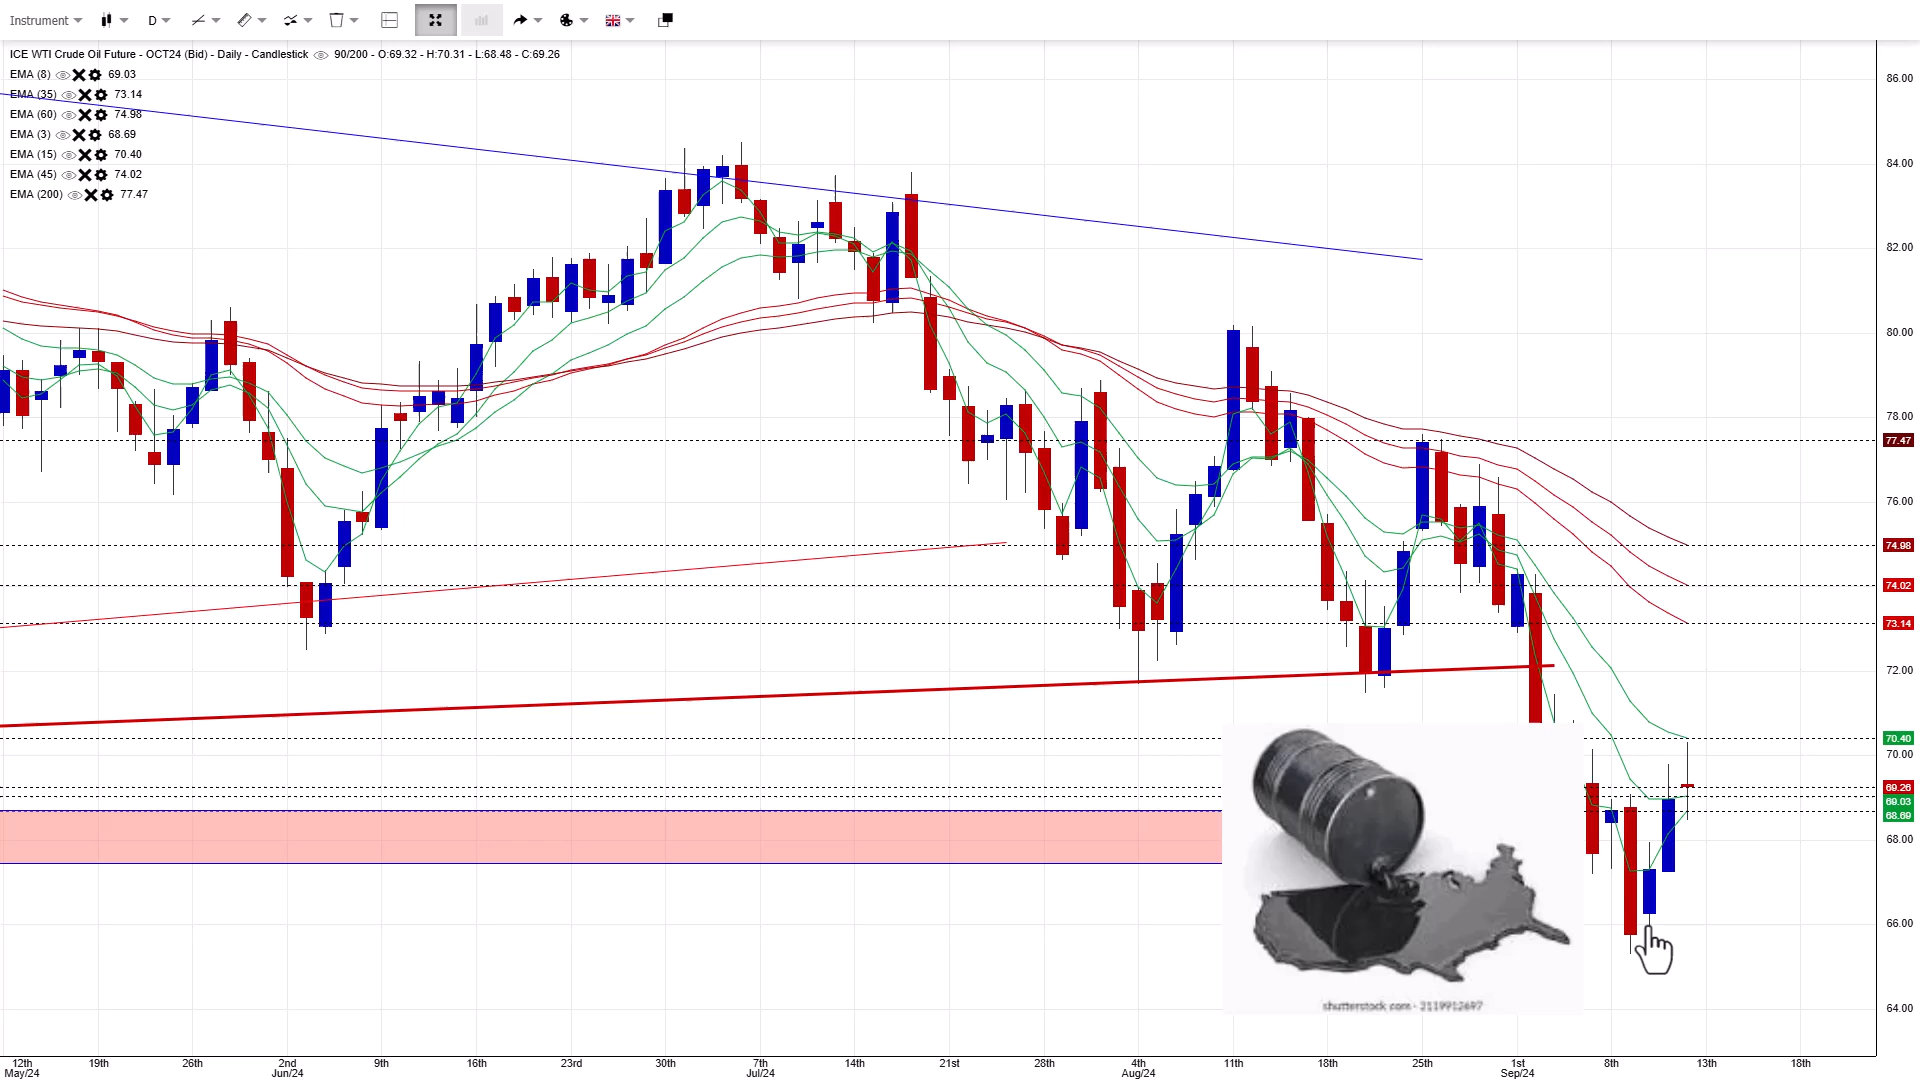 Instrument D
ICE WTI Crude Oil Future - OCT24 (Bid) - Daily - Candlestick 90/200 - O:69.32 - H:70.31 - L:68.48 - C:69.26
EMA (8) 69.03
EMA (35) 73.14
EMA (60) 74.98
EMA (3) 68.69
EMA (15) 70.40
EMA (45) 74.02
EMA (200) 77.47
86.00
84.00
82.00
80.00
78.00
77.47
76.00
74.98
74.02
73.14
72.00
70.40
70.00
69.26
69.03
68.69
68.00
66.00
64.00
shutterstock.com · 2119912697
12th 19th 26th 2nd 9th 16th 23rd 30th 7th 14th 21st 28th 4th 11th 18th 25th 1st 8th 13th 18th
May/24 Jun/24 Jul/24 Aug/24 Sep/24